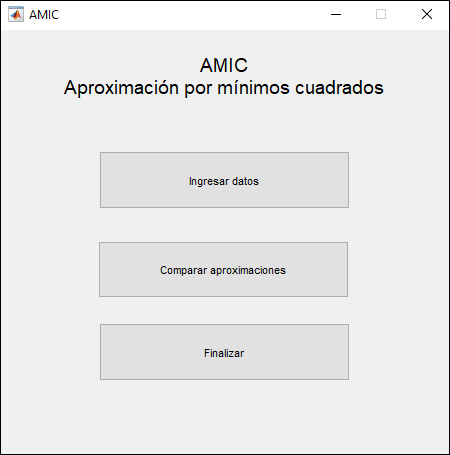 AMIC
AMIC
Aproximación por mínimos cuadrados
Ingresar datos
Comparar aproximaciones
Finalizar